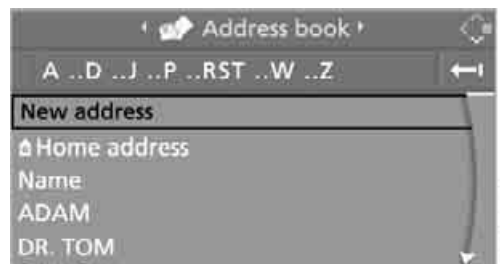 Address book
A ..D ..J ..P ..RST ..W ..Z
New address
Home address
Name
ADAM
DR. TOM